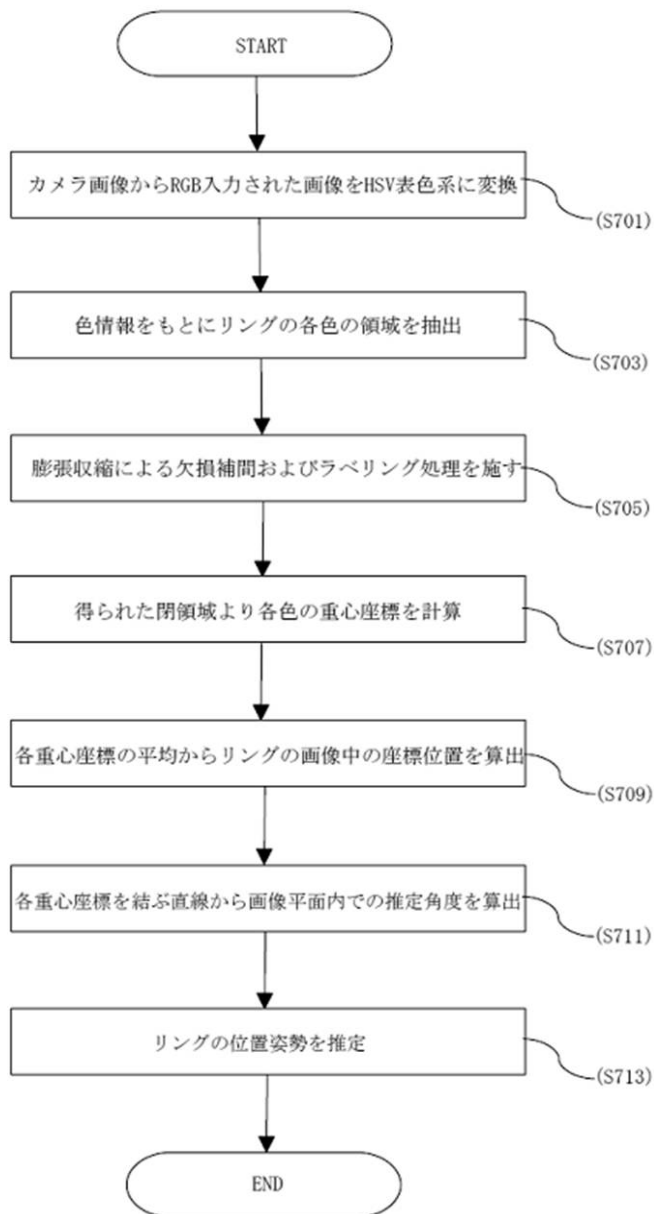 START
カメラ画像からRGB入力された画像をHSV表色系に変換
(S701)
色情報をもとにリングの各色の領域を抽出
(S703)
膨張収縮による欠損補間およびラベリング処理を施す
(S705)
得られた閉領域より各色の重心座標を計算
(S707)
各重心座標の平均からリングの画像中の座標位置を算出
(S709)
各重心座標を結ぶ直線から画像平面内での推定角度を算出
(S711)
リングの位置姿勢を推定
(S713)
END